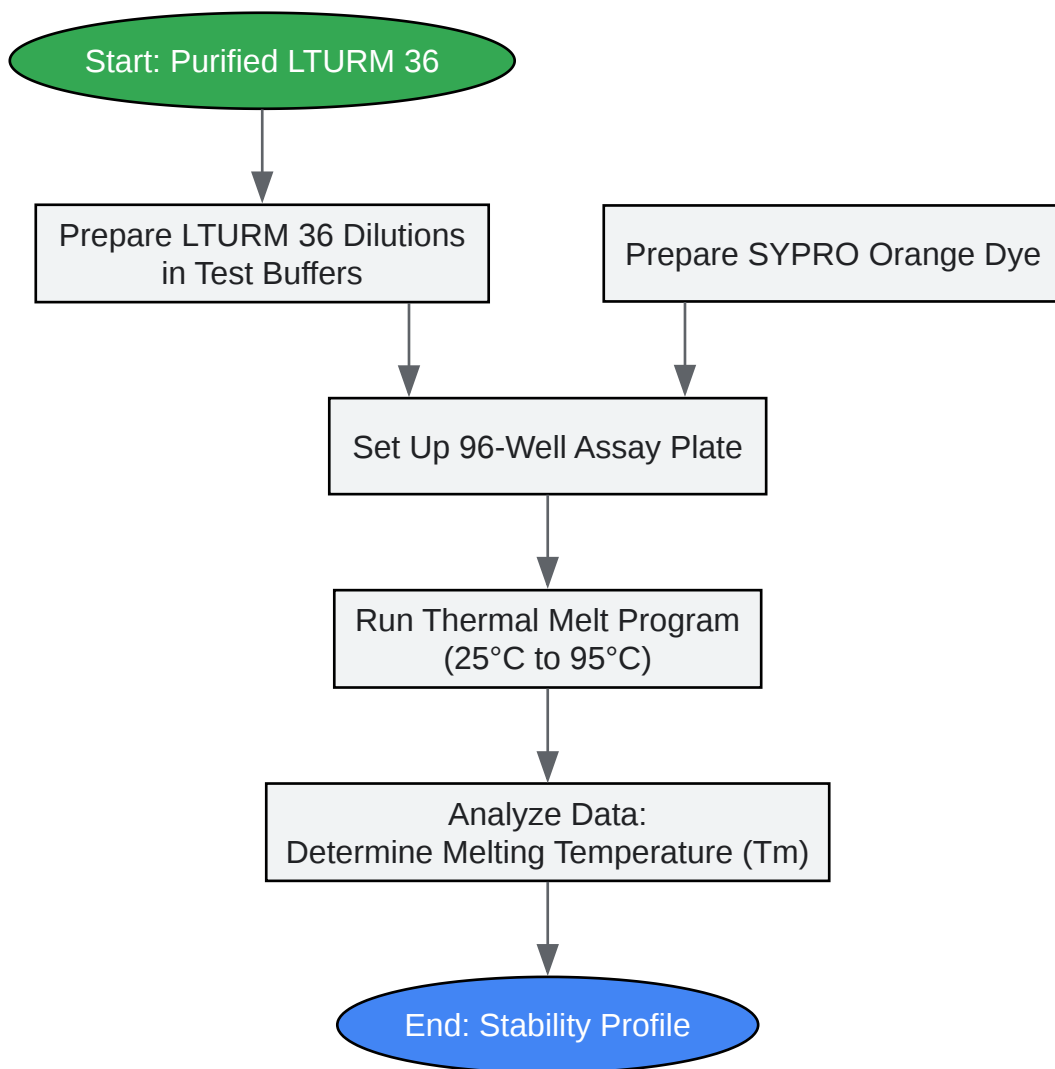 Start: Purified LTURM 36
Prepare LTURM 36 Dilutions
in Test Buffers
Prepare SYPRO Orange Dye
Set Up 96-Well Assay Plate
Run Thermal Melt Program
(25°C to 95°C)
Analyze Data:
Determine Melting Temperature (Tm)
End: Stability Profile